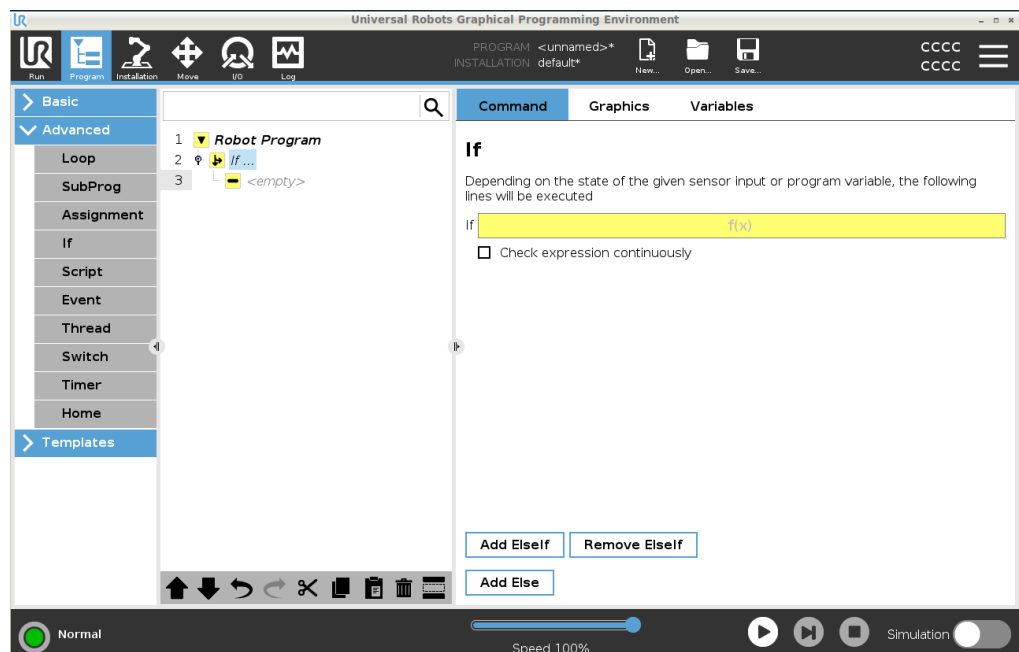 UR Universal Robots Graphical Programming Environment
UR
Run Program Installation Move I/O Log
PROGRAM <unnamed>*
INSTALLATION default*
New... Open... Save...
CCCC
CCCC
Basic
Advanced
Loop
SubProg
Assignment
If
Script
Event
Thread
Switch
Timer
Home
Templates
1 Robot Program
2 If ...
3 <empty>
Command Graphics Variables
If
Depending on the state of the given sensor input or program variable, the following
lines will be executed
If f(x)
Check expression continuously
Add ElseIf Remove ElseIf
Add Else
Normal
Speed 100%
Simulation